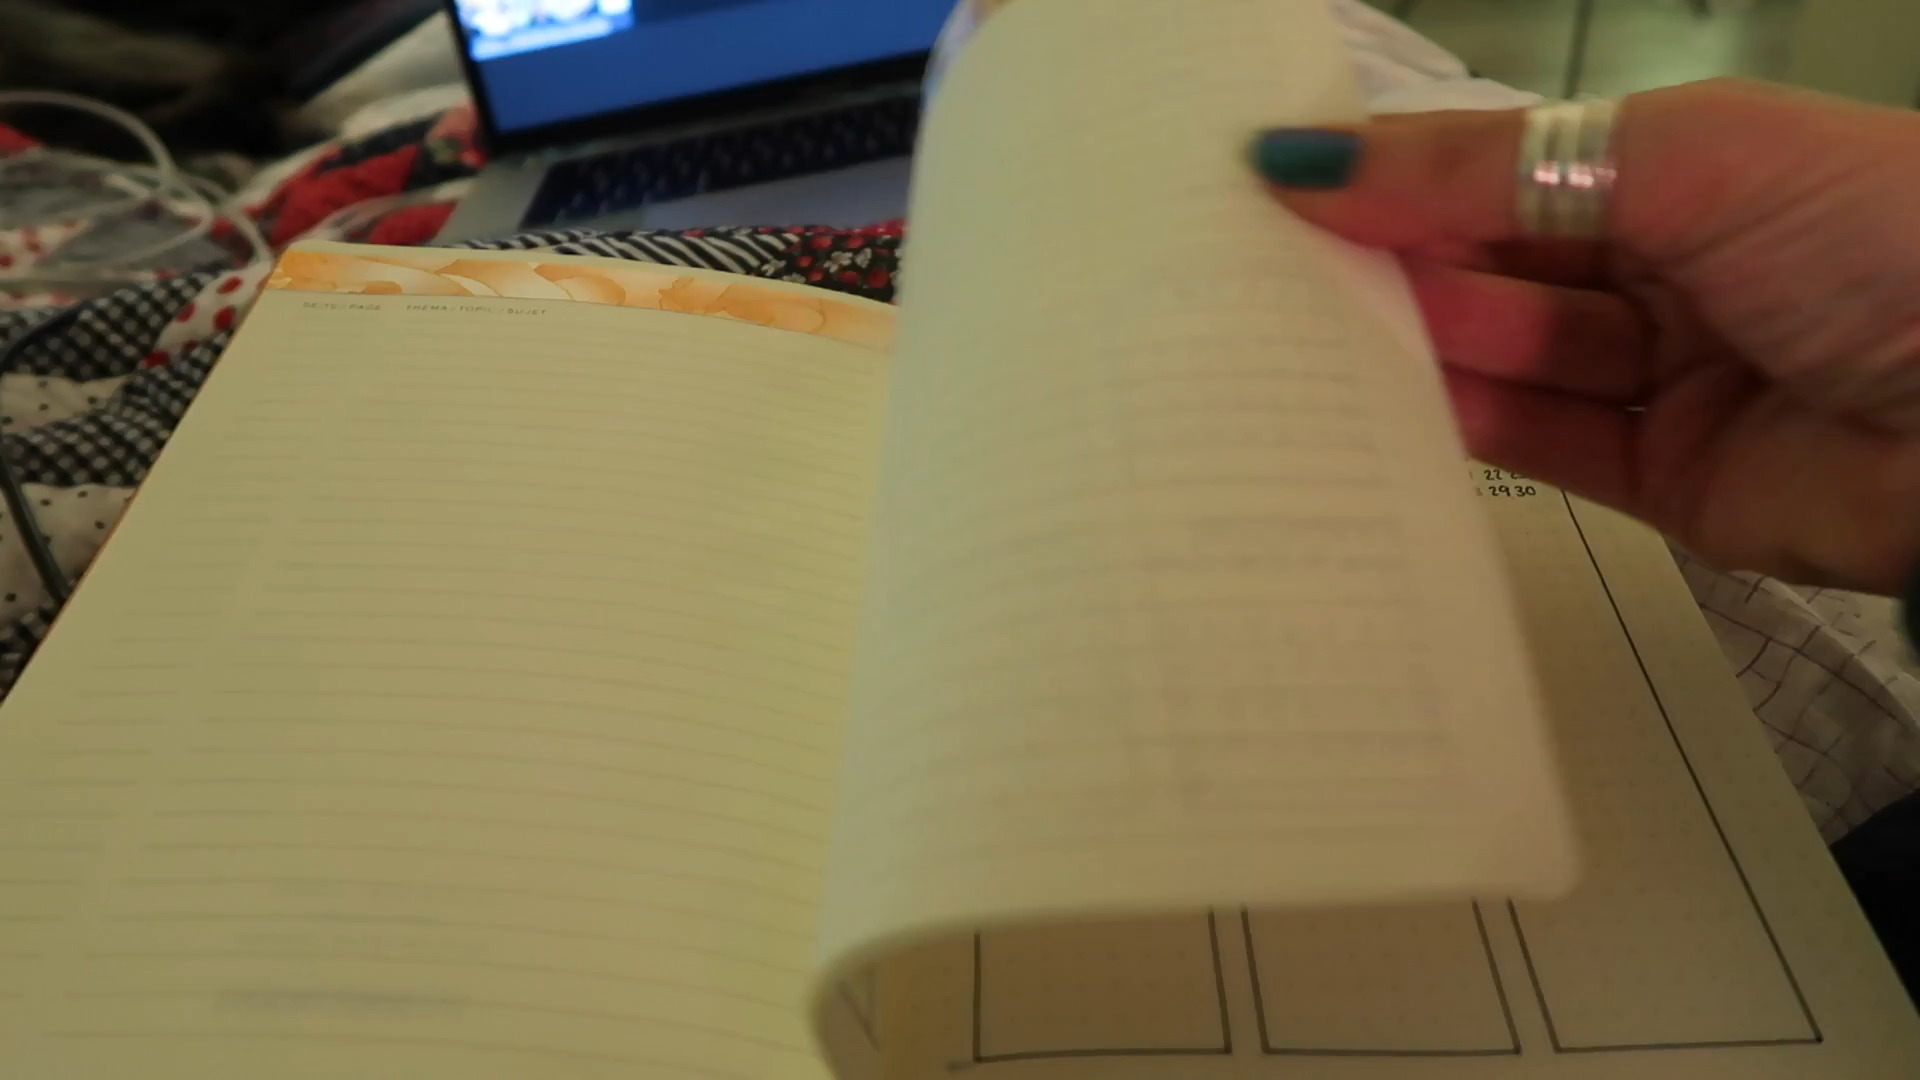 SEITE / PAGE THEMA / TOPIC / SUJET
22
29 30